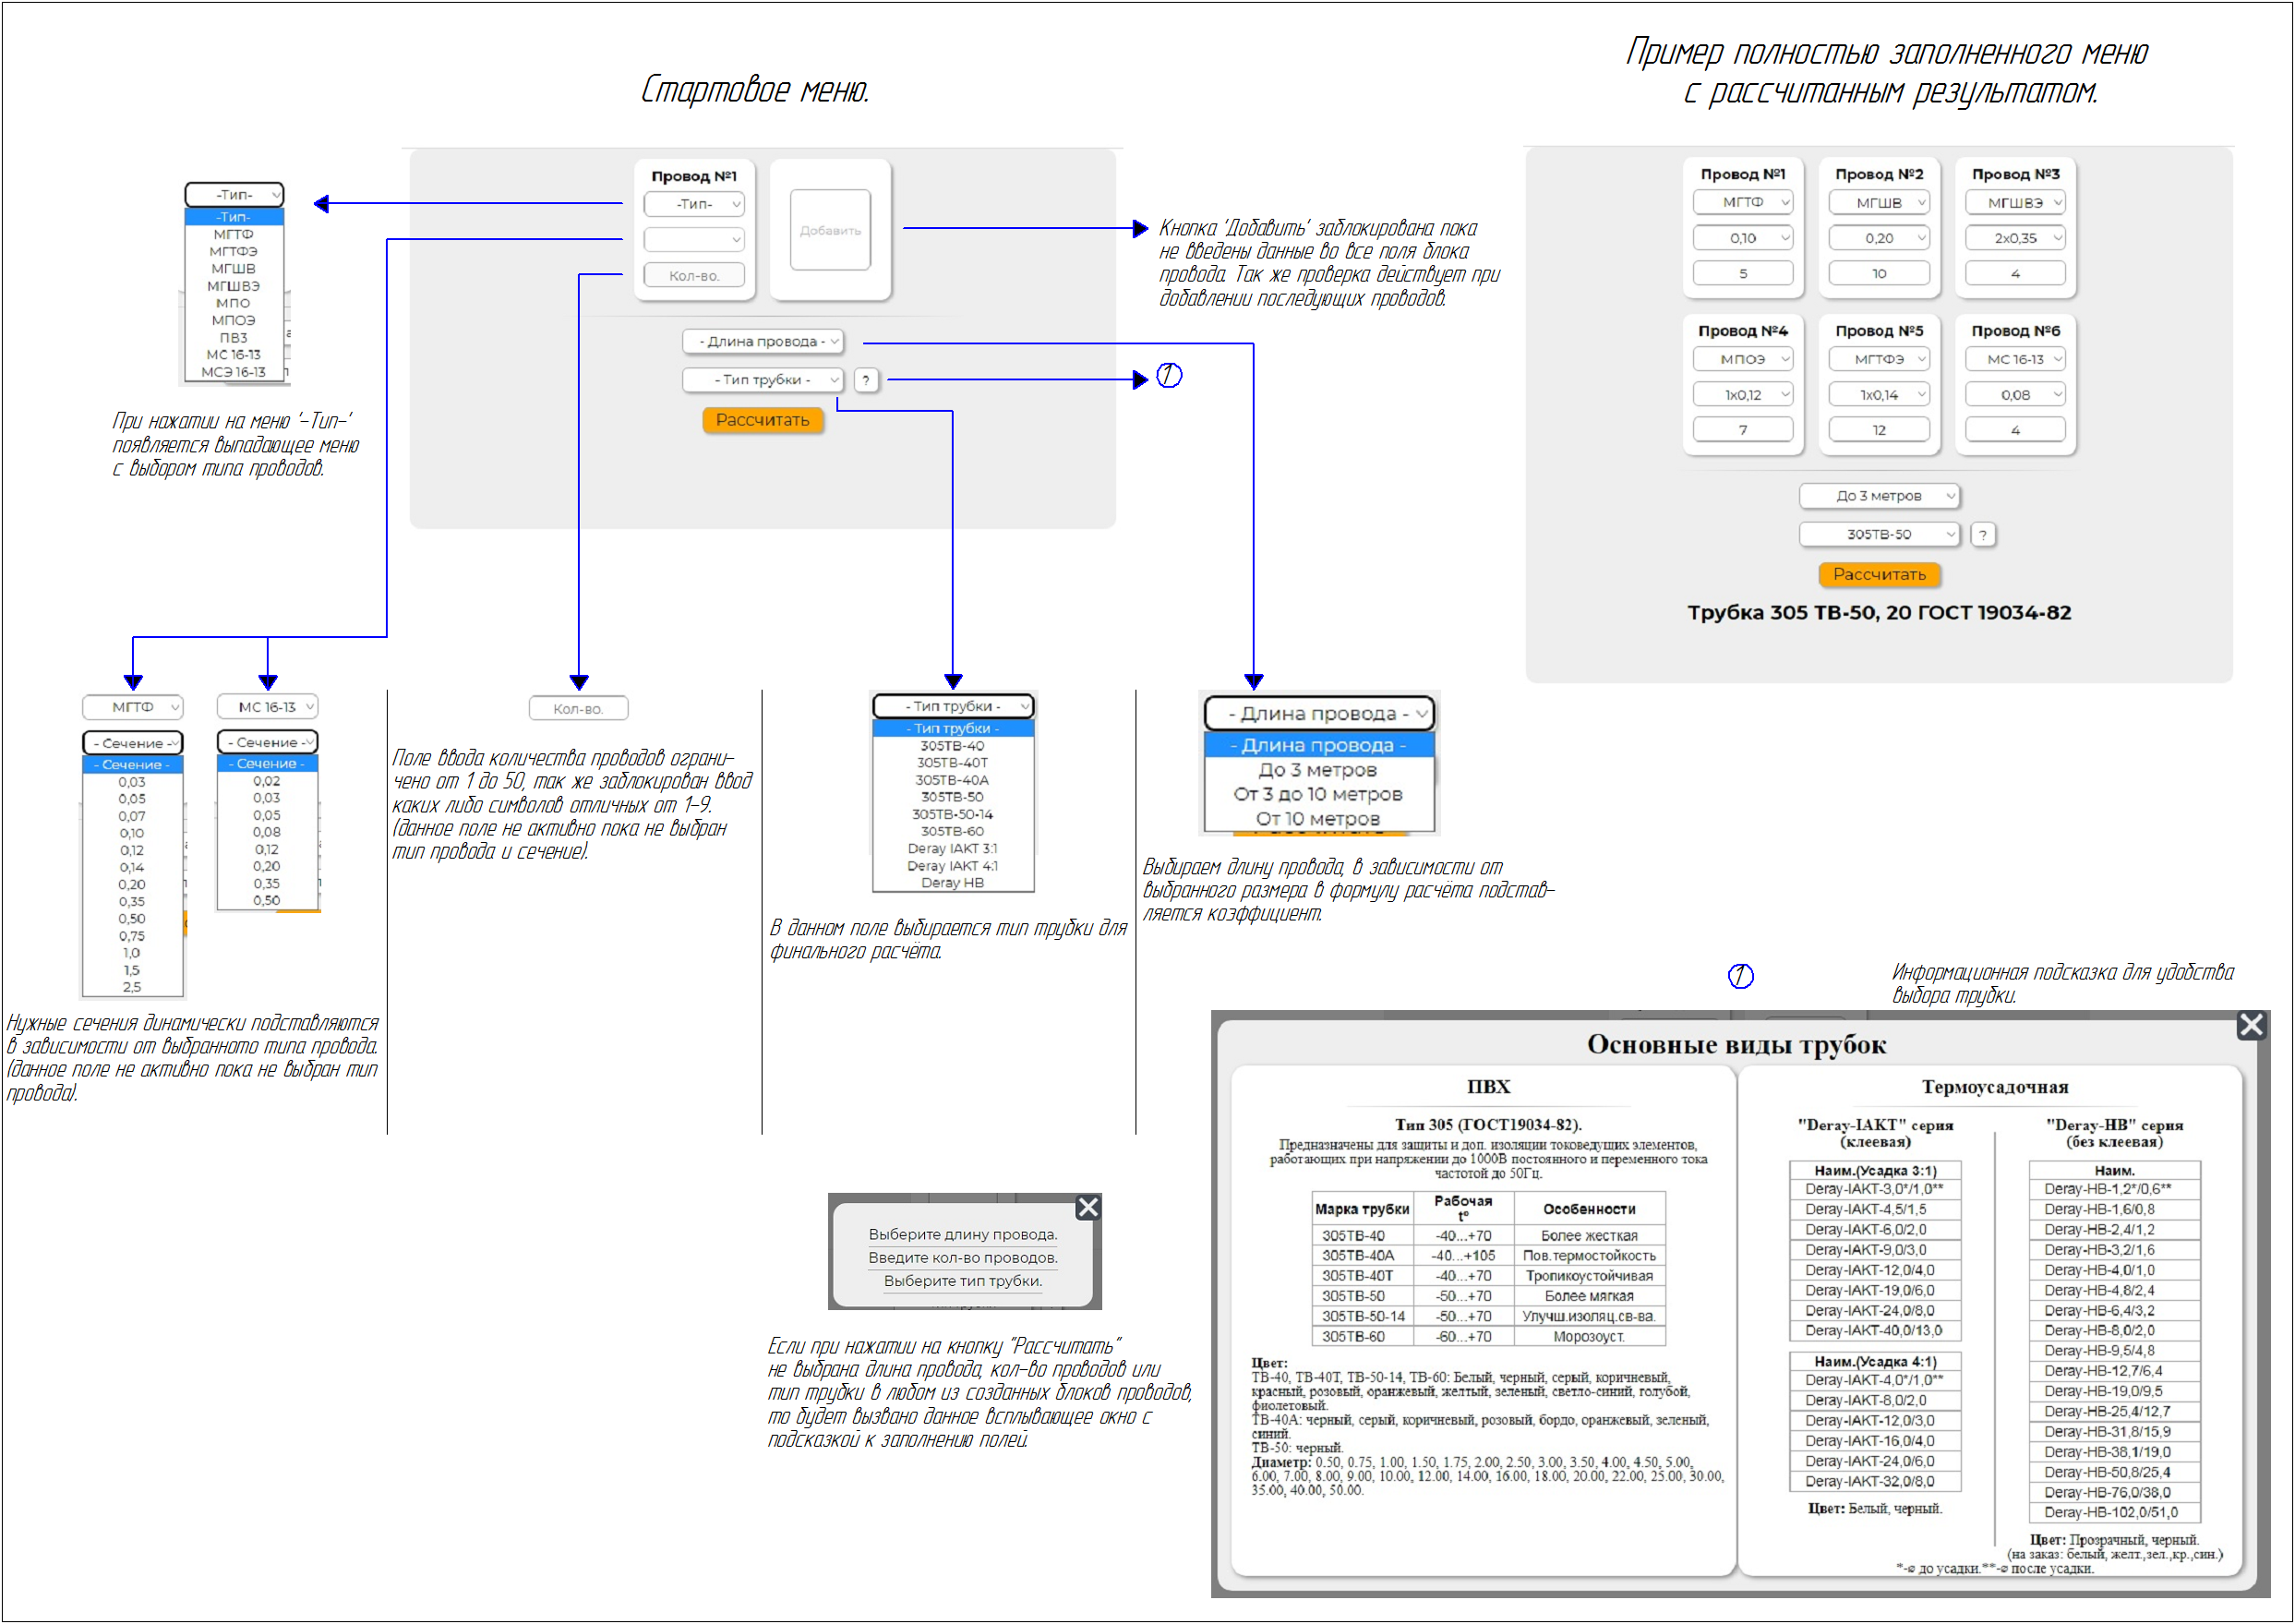 Стартовое меню.
Пример полностью заполненного меню
с рассчитанным результатом.
-Тип-
-Тип-
МГТФ
МГТФЭ
МГШВ
МГШВЭ
МПО
МПОЭ
ПВ3
МС 16-13
МСЭ 16-13
При нажатии на меню '-Тип-'
появляется выпадающее меню
с выбором типа проводов.
Провод №1
-Тип-
Кол-во.
Добавить
- Длина провода -
- Тип трубки -
?
Рассчитать
Кнопка 'Добавить' заблокирована пока
не введены данные во все поля блока
провода. Так же проверка действует при
добавлении последующих проводов.
1
Провод №1 Провод №2 Провод №3
МГТФ МГШВ МГШВЭ
0,10 0,20 2х0,35
5 10 4
Провод №4 Провод №5 Провод №6
МПОЭ МГТФЭ МС 16-13
1х0,12 1х0,14 0,08
7 12 4
До 3 метров
305ТВ-50 ?
Рассчитать
Трубка 305 ТВ-50, 20 ГОСТ 19034-82
МГТФ
- Сечение -
- Сечение -
0,03
0,05
0,07
0,10
0,12
0,14
0,20
0,35
0,50
0,75
1,0
1,5
2,5
МС 16-13
- Сечение -
- Сечение -
0,02
0,03
0,05
0,08
0,12
0,20
0,35
0,50
Нужные сечения динамически подставляются
в зависимости от выбранното типа провода.
(данное поле не активно пока не выбран тип
провода).
Кол-во.
Поле ввода количества проводов ограни-
чено от 1 до 50, так же заблокирован ввод
каких либо символов отличных от 1-9.
(данное поле не активно пока не выбран
тип провода и сечение).
- Тип трубки -
- Тип трубки -
305ТВ-40
305ТВ-40Т
305ТВ-40А
305ТВ-50
305ТВ-50-14
305ТВ-60
Deray IAKT 3:1
Deray IAKT 4:1
Deray HB
В данном поле выбирается тип трубки для
финального расчёта.
- Длина провода -
- Длина провода -
До 3 метров
От 3 до 10 метров
От 10 метров
Выбираем длину провода, в зависимости от
выбранного размера в формулу расчёта подстав-
ляется коэффициент.
Выберите длину провода.
Введите кол-во проводов.
Выберите тип трубки.
Если при нажатии на кнопку "Рассчитать"
не выбрана длина провода, кол-во проводов или
тип трубки в любом из созданных блоков проводов,
то будет вызвано данное всплывающее окно с
подсказкой к заполнению полей.
1
Информационная подсказка для удобства
выбора трубки.
Основные виды трубок
ПВХ
Тип 305 (ГОСТ19034-82).
Предназначены для защиты и доп. изоляции токоведущих элементов,
работающих при напряжении до 1000В постоянного и переменного тока
частотой до 50Гц.
Марка трубки Рабочая t° Особенности
305ТВ-40 -40...+70 Более жесткая
305ТВ-40А -40...+105 Пов.термостойкость
305ТВ-40Т -40...+70 Тропикоустойчивая
305ТВ-50 -50...+70 Более мягкая
305ТВ-50-14 -50...+70 Улучш.изоляц.св-ва.
305ТВ-60 -60...+70 Морозоуст.
Цвет:
ТВ-40, ТВ-40Т, ТВ-50-14, ТВ-60: Белый, черный, серый, коричневый,
красный, розовый, оранжевый, желтый, зеленый, светло-синий, голубой,
фиолетовый.
ТВ-40А: черный, серый, коричневый, розовый, бордо, оранжевый, зеленый,
синий.
ТВ-50: черный.
Диаметр: 0.50, 0.75, 1.00, 1.50, 1.75, 2.00, 2.50, 3.00, 3.50, 4.00, 4.50, 5.00,
6.00, 7.00, 8.00, 9.00, 10.00, 12.00, 14.00, 16.00, 18.00, 20.00, 22.00, 25.00, 30.00,
35.00, 40.00, 50.00.
Термоусадочная
"Deray-IAKT" серия
(клеевая)
Наим.(Усадка 3:1)
Deray-IAKT-3,0*/1,0**
Deray-IAKT-4,5/1,5
Deray-IAKT-6,0/2,0
Deray-IAKT-9,0/3,0
Deray-IAKT-12,0/4,0
Deray-IAKT-19,0/6,0
Deray-IAKT-24,0/8,0
Deray-IAKT-40,0/13,0
Наим.(Усадка 4:1)
Deray-IAKT-4,0*/1,0**
Deray-IAKT-8,0/2,0
Deray-IAKT-12,0/3,0
Deray-IAKT-16,0/4,0
Deray-IAKT-24,0/6,0
Deray-IAKT-32,0/8,0
Цвет: Белый, черный.
"Deray-HB" серия
(без клеевая)
Наим.
Deray-HB-1,2*/0,6**
Deray-HB-1,6/0,8
Deray-HB-2,4/1,2
Deray-HB-3,2/1,6
Deray-HB-4,0/1,0
Deray-HB-4,8/2,4
Deray-HB-6,4/3,2
Deray-HB-8,0/2,0
Deray-HB-9,5/4,8
Deray-HB-12,7/6,4
Deray-HB-19,0/9,5
Deray-HB-25,4/12,7
Deray-HB-31,8/15,9
Deray-HB-38,1/19,0
Deray-HB-50,8/25,4
Deray-HB-76,0/38,0
Deray-HB-102,0/51,0
Цвет: Прозрачный, черный.
(на заказ: белый, желт.,зел.,кр.,син.)
*-⌀ до усадки.**-⌀ после усадки.